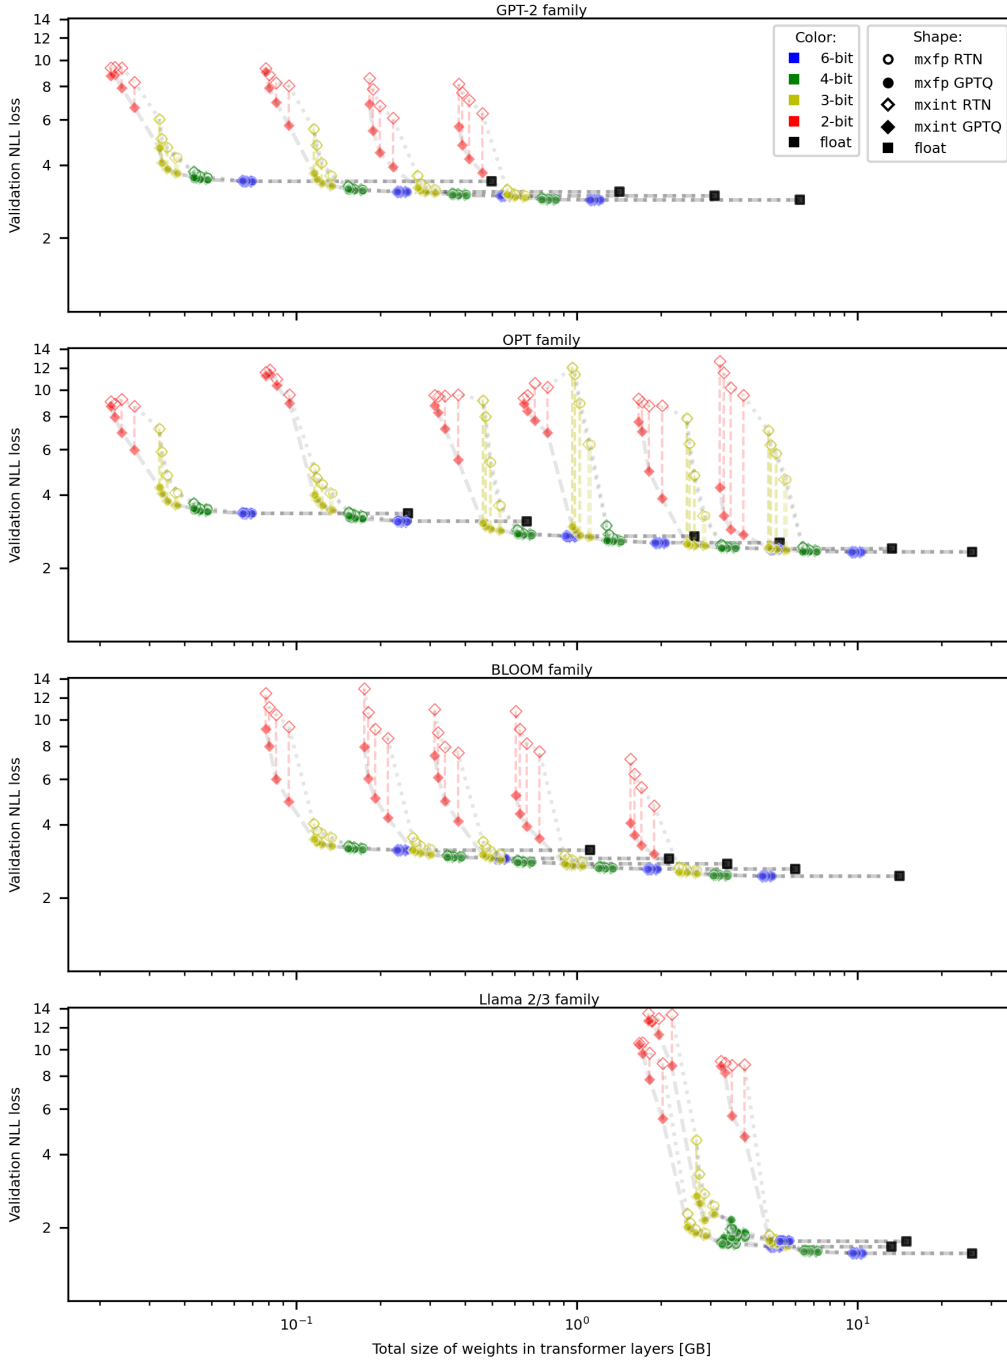 GPT-2 family
14
12
10
8
6
4
2
Validation NLL loss
Color:
6-bit
4-bit
3-bit
2-bit
float
Shape:
mxfp RTN
mxfp GPTQ
mxint RTN
mxint GPTQ
float
OPT family
14
12
10
8
6
4
2
Validation NLL loss
BLOOM family
14
12
10
8
6
4
2
Validation NLL loss
Llama 2/3 family
14
12
10
8
6
4
2
Validation NLL loss
10⁻¹ 10⁰ 10¹
Total size of weights in transformer layers [GB]